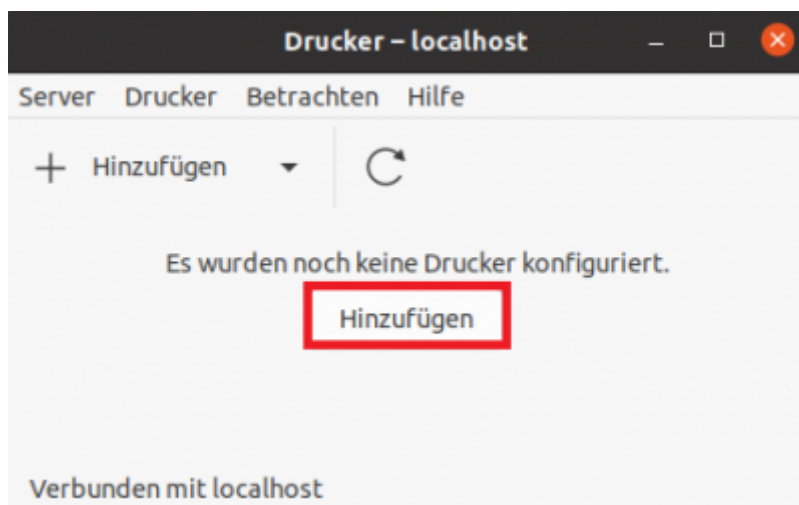 Drucker – localhost
Server Drucker Betrachten Hilfe
Hinzufügen
Es wurden noch keine Drucker konfiguriert.
Hinzufügen
Verbunden mit localhost